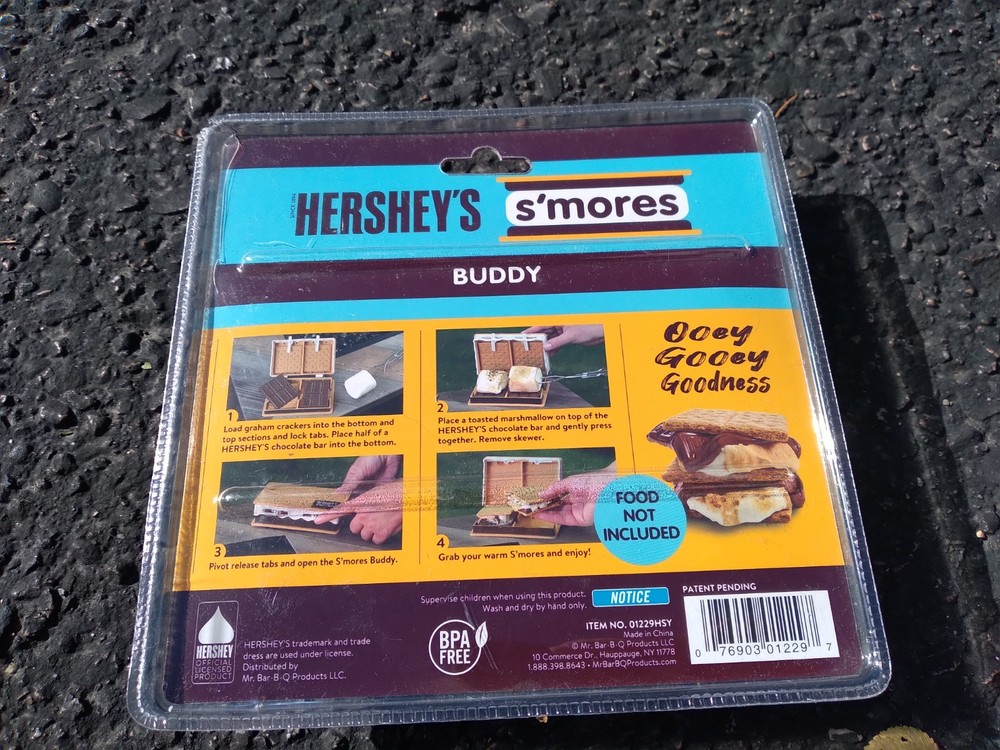 SINCE 1894
HERSHEY'S
s'mores
BUDDY
1
Load graham crackers into the bottom and
top sections and lock tabs. Place half of a
HERSHEY'S chocolate bar into the bottom.
2
Place a toasted marshmallow on top of the
HERSHEY'S chocolate bar and gently press
together. Remove skewer.
Ooey
Gooey
Goodness
3
Pivot release tabs and open the S'mores Buddy.
4
Grab your warm S'mores and enjoy!
FOOD
NOT
INCLUDED
HERSHEY
OFFICIAL
LICENSED
PRODUCT
HERSHEY'S trademark and trade
dress are used under license.
Distributed by
Mr. Bar-B-Q Products LLC.
Supervise children when using this product.
Wash and dry by hand only.
NOTICE
BPA
FREE
ITEM NO. 01229HSY
Made in China
© Mr. Bar-B-Q Products LLC
10 Commerce Dr., Hauppauge, NY 11778
1.888.398.8643 • MrBarBQProducts.com
PATENT PENDING
0 76903 01229 7